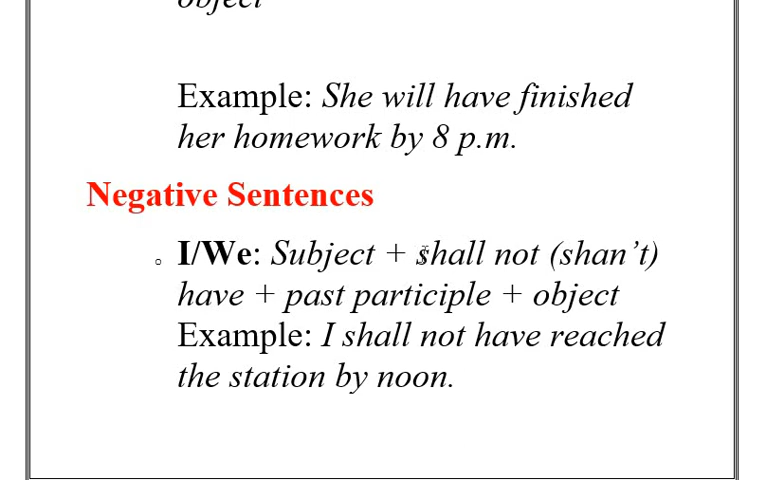 object
Example: She will have finished
her homework by 8 p.m.
Negative Sentences
I/We: Subject + shall not (shan’t)
have + past participle + object
Example: I shall not have reached
the station by noon.